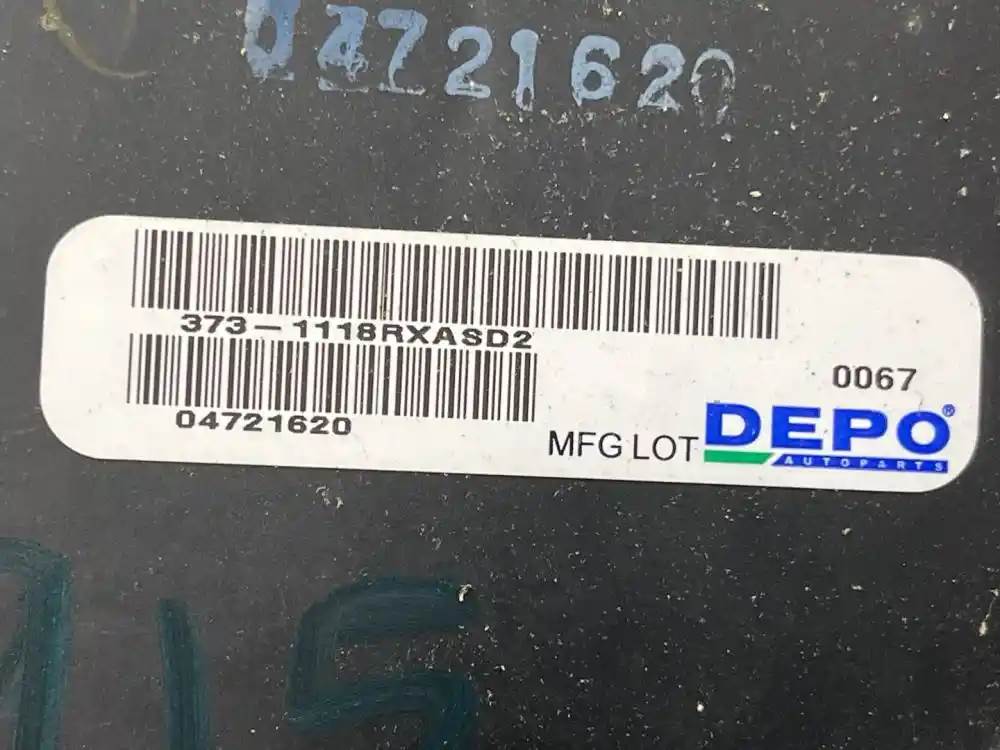 04721620
373-1118RXASD2
04721620
0067
MFG LOT DEPO®
AUTOPARTS